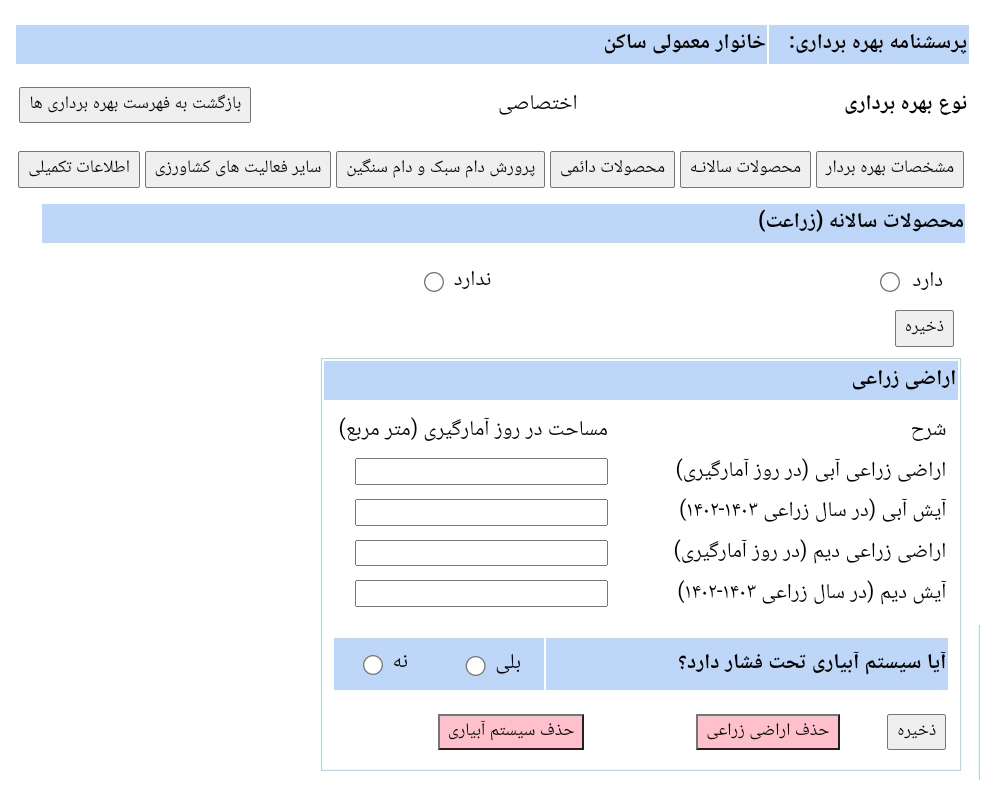 پرسشنامه بهره برداری: خانوار معمولی ساکن
نوع بهره برداری اختصاصی بازگشت به فهرست بهره برداری ها
مشخصات بهره بردار محصولات سالانـه محصولات دائمی پرورش دام سبک و دام سنگین سایر فعالیت های کشاورزی اطلاعات تکمیلی
محصولات سالانه (زراعت)
دارد ندارد
ذخیره
اراضی زراعی
شرح مساحت در روز آمارگیری (متر مربع)
اراضی زراعی آبی (در روز آمارگیری)
آیش آبی (در سال زراعی ۱۴۰۳-۱۴۰۲)
اراضی زراعی دیم (در روز آمارگیری)
آیش دیم (در سال زراعی ۱۴۰۳-۱۴۰۲)
آیا سیستم آبیاری تحت فشار دارد؟ بلی نه
ذخیره حذف اراضی زراعی حذف سیستم آبیاری